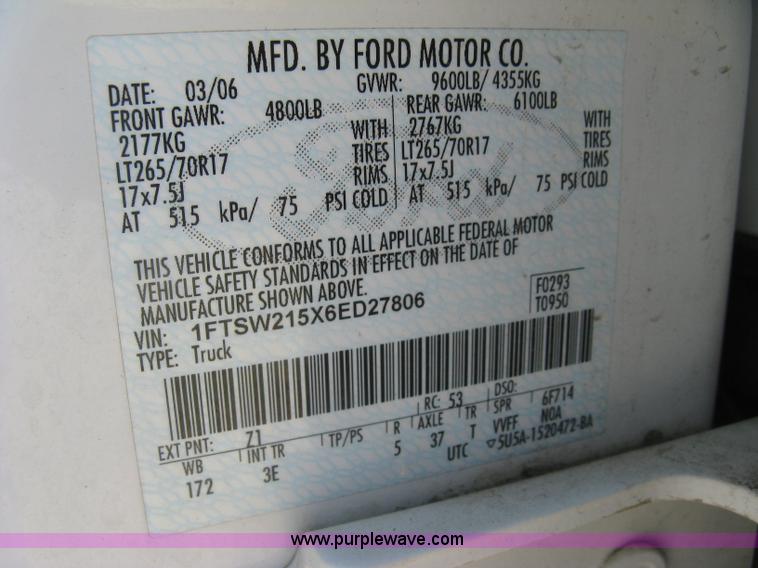 MFD. BY FORD MOTOR CO.
DATE: 03/06 GVWR: 9600LB/ 4355KG
FRONT GAWR: 4800LB REAR GAWR: 6100LB
2177KG WITH 2767KG WITH
LT265/70R17 TIRES LT265/70R17 TIRES
17x7.5J RIMS 17x7.5J RIMS
AT 515 kPa/ 75 PSI COLD AT 515 kPa/ 75 PSI COLD
Ford
THIS VEHICLE CONFORMS TO ALL APPLICABLE FEDERAL MOTOR
VEHICLE SAFETY STANDARDS IN EFFECT ON THE DATE OF
MANUFACTURE SHOWN ABOVE.
F0293
VIN: 1FTSW215X6ED27806 T0950
TYPE: Truck
EXT PNT: Z1 RC: 53 DSO:
WB INT TR TP/PS R AXLE TR SPR 6F714
172 3E 5 37 T VVFF NOA
UTC ▽5U5A-1520472-BA
www.purplewave.com